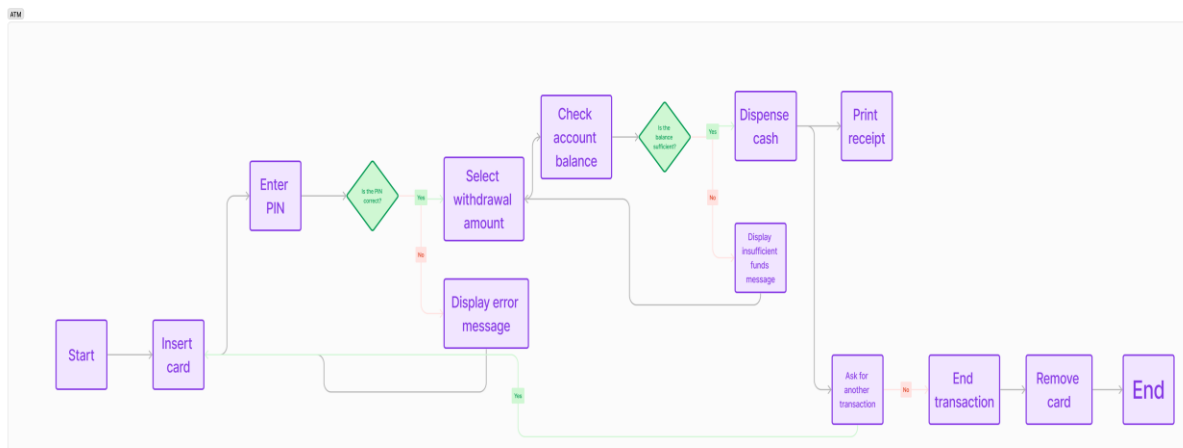 ATM
Start
Insert
card
Enter
PIN
Is the PIN
correct?
Yes
No
Select
withdrawal
amount
Display error
message
Check
account
balance
Is the
balance
sufficient?
Yes
No
Dispense
cash
Print
receipt
Display
insufficient
funds
message
Ask for
another
transaction
Yes
No
End
transaction
Remove
card
End